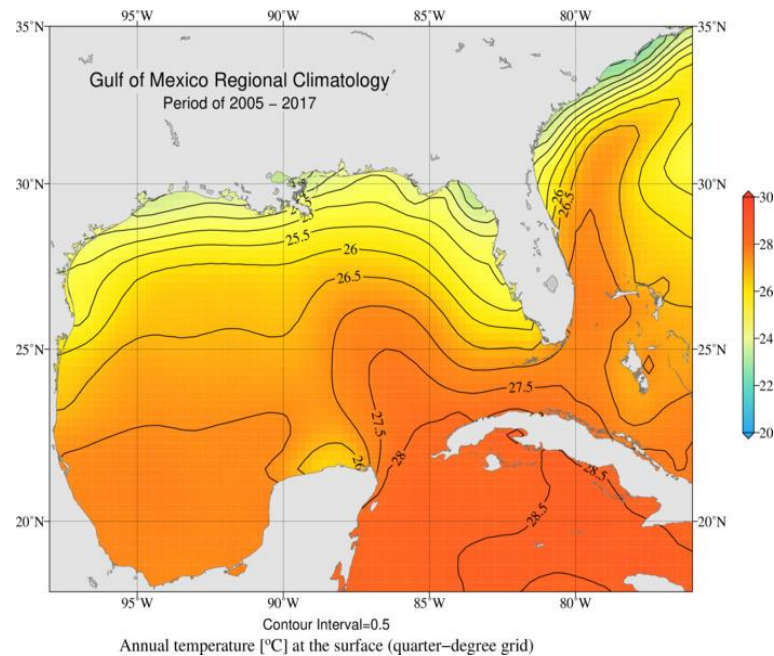 95°W 90°W 85°W 80°W
35°N 35°N
Gulf of Mexico Regional Climatology
Period of 2005 − 2017
30°N 30°N
25.5
26
26.5
26
26.5
30
28
26
24
22
20
25°N 25°N
27.5
27.5
28
26
28.5
28.5
20°N 20°N
95°W 90°W 85°W 80°W
Contour Interval=0.5
Annual temperature [°C] at the surface (quarter−degree grid)